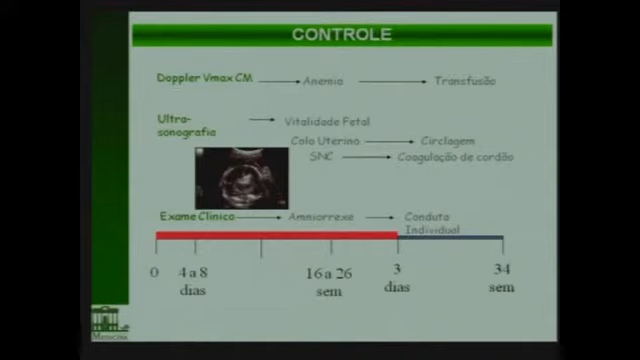 CONTROLE
Doppler Vmax CM Anemia Transfusão
Ultra-
sonografia
Vitalidade Fetal
Colo Uterino Circlagem
SNC Coagulação de cordão
Exame Clínico Amniorrexe Conduta
Individual
0 4 a 8 16 a 26 3 34
dias sem dias sem
MEDICINA